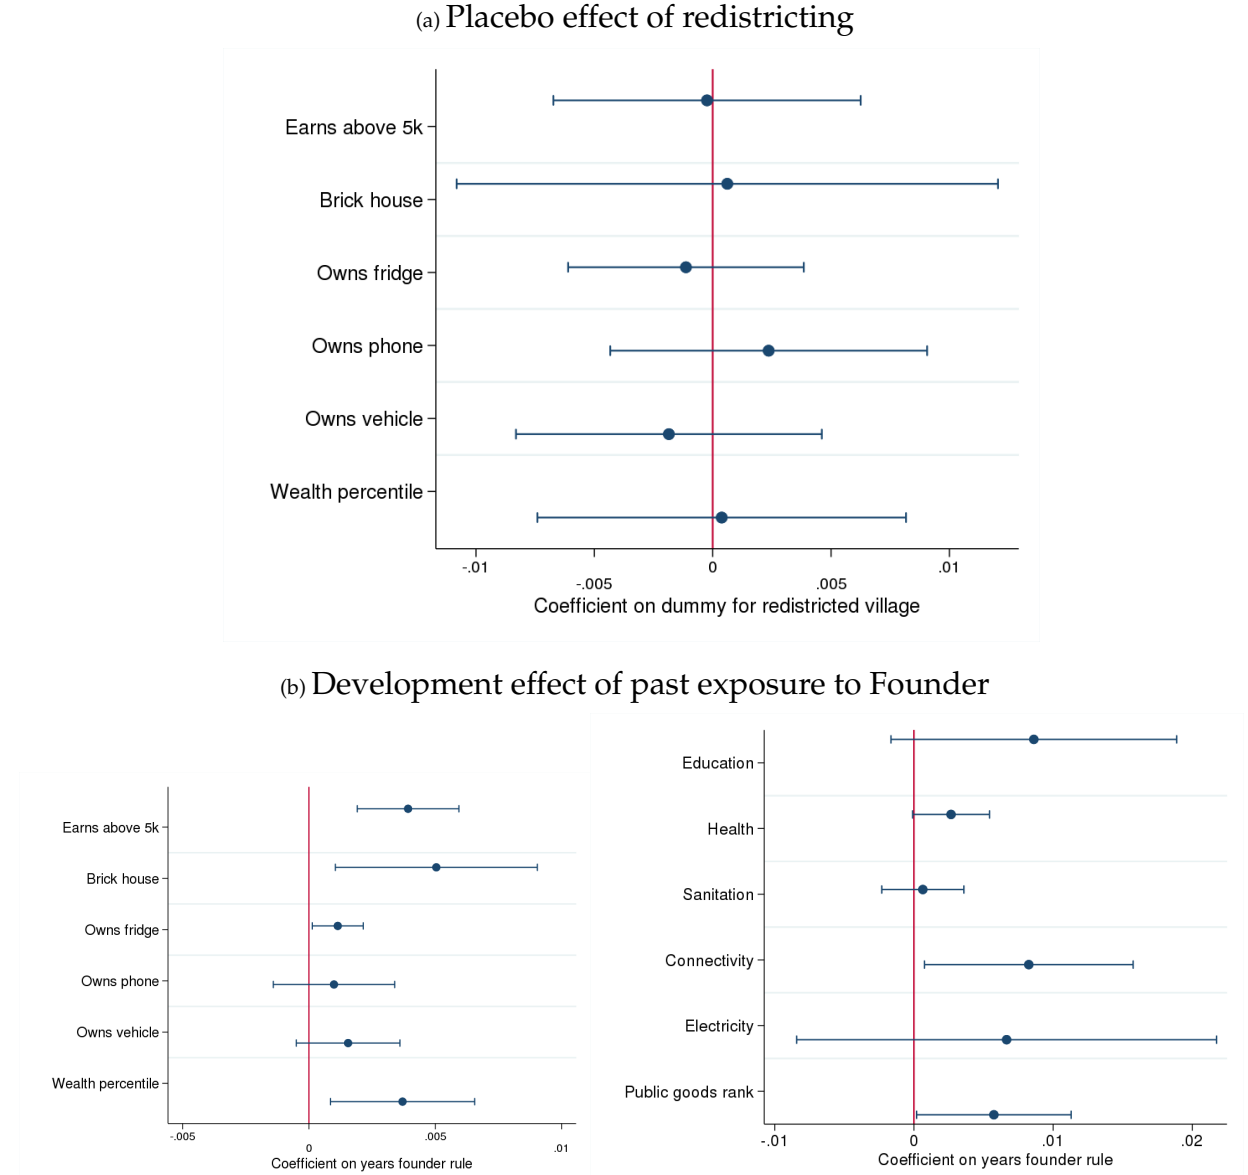 (a) Placebo effect of redistricting
Earns above 5k
Brick house
Owns fridge
Owns phone
Owns vehicle
Wealth percentile
-.01
-.005
0
.005
.01
Coefficient on dummy for redistricted village
(b) Development effect of past exposure to Founder
Earns above 5k
Brick house
Owns fridge
Owns phone
Owns vehicle
Wealth percentile
-.005
0
.005
.01
Coefficient on years founder rule
Education
Health
Sanitation
Connectivity
Electricity
Public goods rank
-.01
0
.01
.02
Coefficient on years founder rule